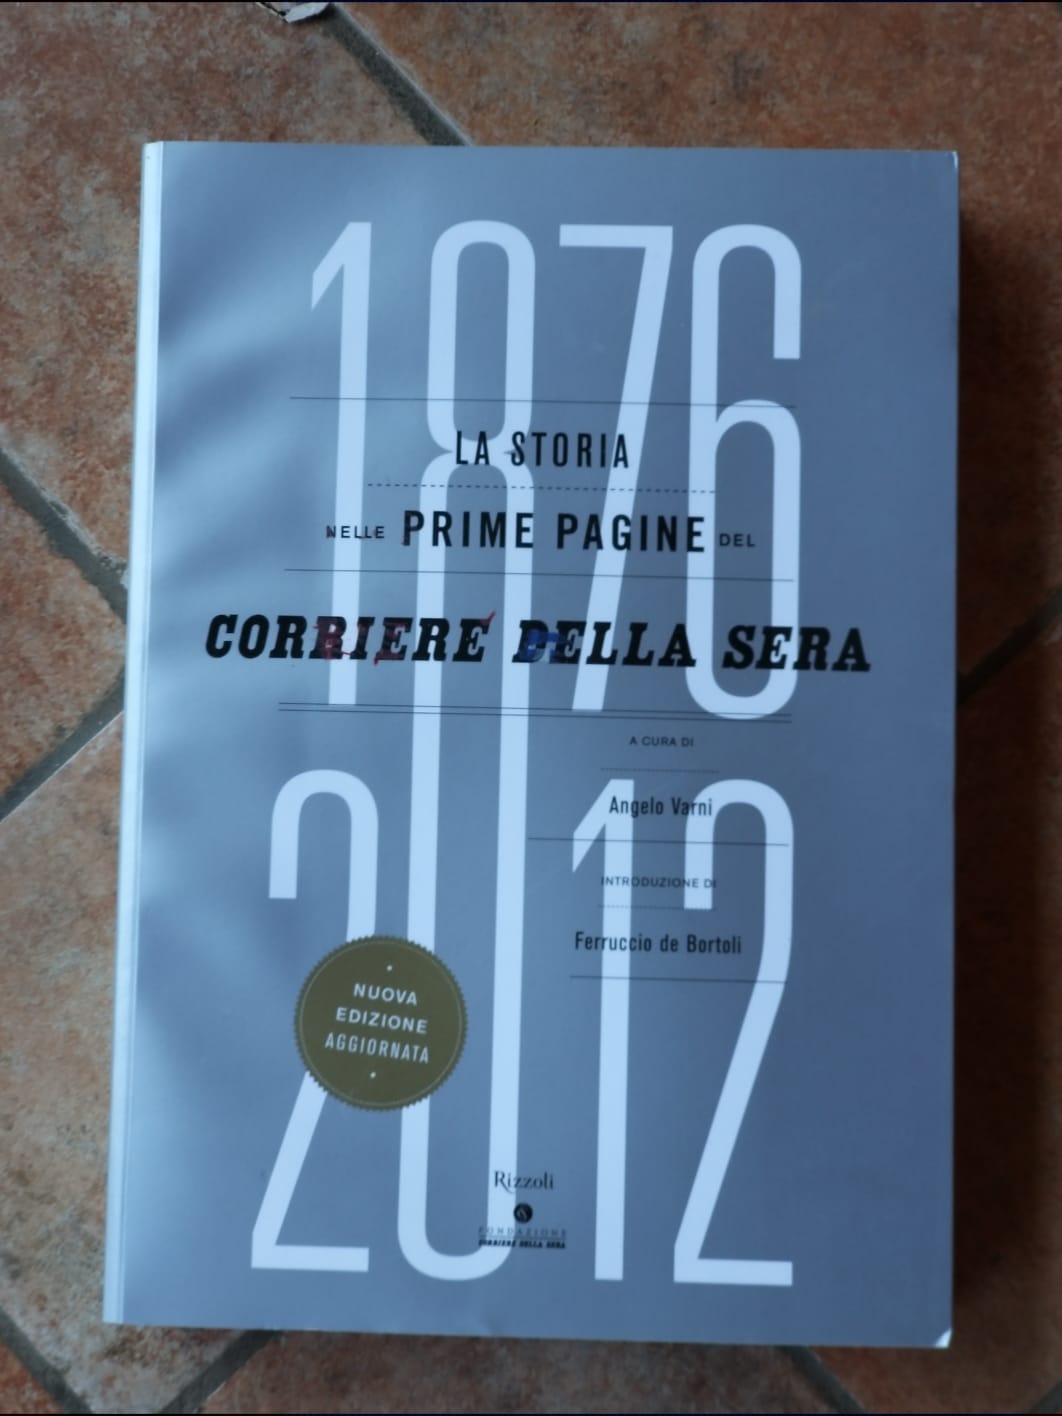 1876
LA STORIA
NELLE PRIME PAGINE DEL
CORRIERE DELLA SERA
A CURA DI
Angelo Varni
INTRODUZIONE DI
Ferruccio de Bortoli
2012
NUOVA
EDIZIONE
AGGIORNATA
Rizzoli
FONDAZIONE
CORRIERE DELLA SERA